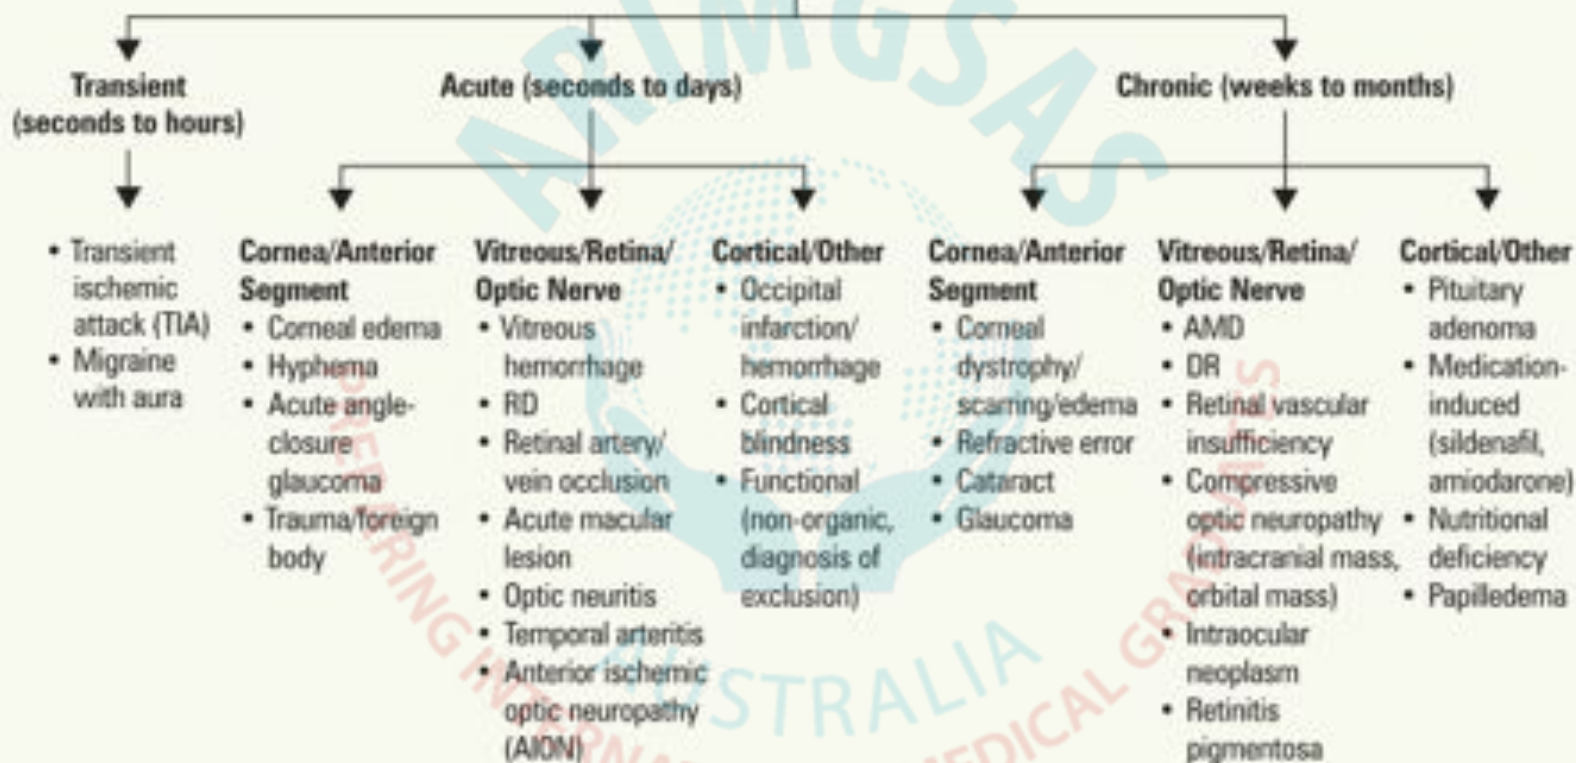 Transient
(seconds to hours)
Acute (seconds to days)
Chronic (weeks to months)
• Transient
ischemic
attack (TIA)
• Migraine
with aura
Cornea/Anterior
Segment
• Corneal edema
• Hyphema
• Acute angle-
closure
glaucoma
• Trauma/foreign
body
Vitreous/Retina/
Optic Nerve
• Vitreous
hemorrhage
• RD
• Retinal artery/
vein occlusion
• Acute macular
lesion
• Optic neuritis
• Temporal arteritis
• Anterior ischemic
optic neuropathy
(AION)
Cortical/Other
• Occipital
infarction/
hemorrhage
• Cortical
blindness
• Functional
(non-organic,
diagnosis of
exclusion)
Cornea/Anterior
Segment
• Corneal
dystrophy/
scarring/edema
• Refractive error
• Cataract
• Glaucoma
Vitreous/Retina/
Optic Nerve
• AMD
• DR
• Retinal vascular
insufficiency
• Compressive
optic neuropathy
(intracranial mass,
orbital mass)
• Intraocular
neoplasm
• Retinitis
pigmentosa
Cortical/Other
• Pituitary
adenoma
• Medication-
induced
(sildenafil,
amiodarone)
• Nutritional
deficiency
• Papilledema
ARIMGSAS
AUSTRALIA